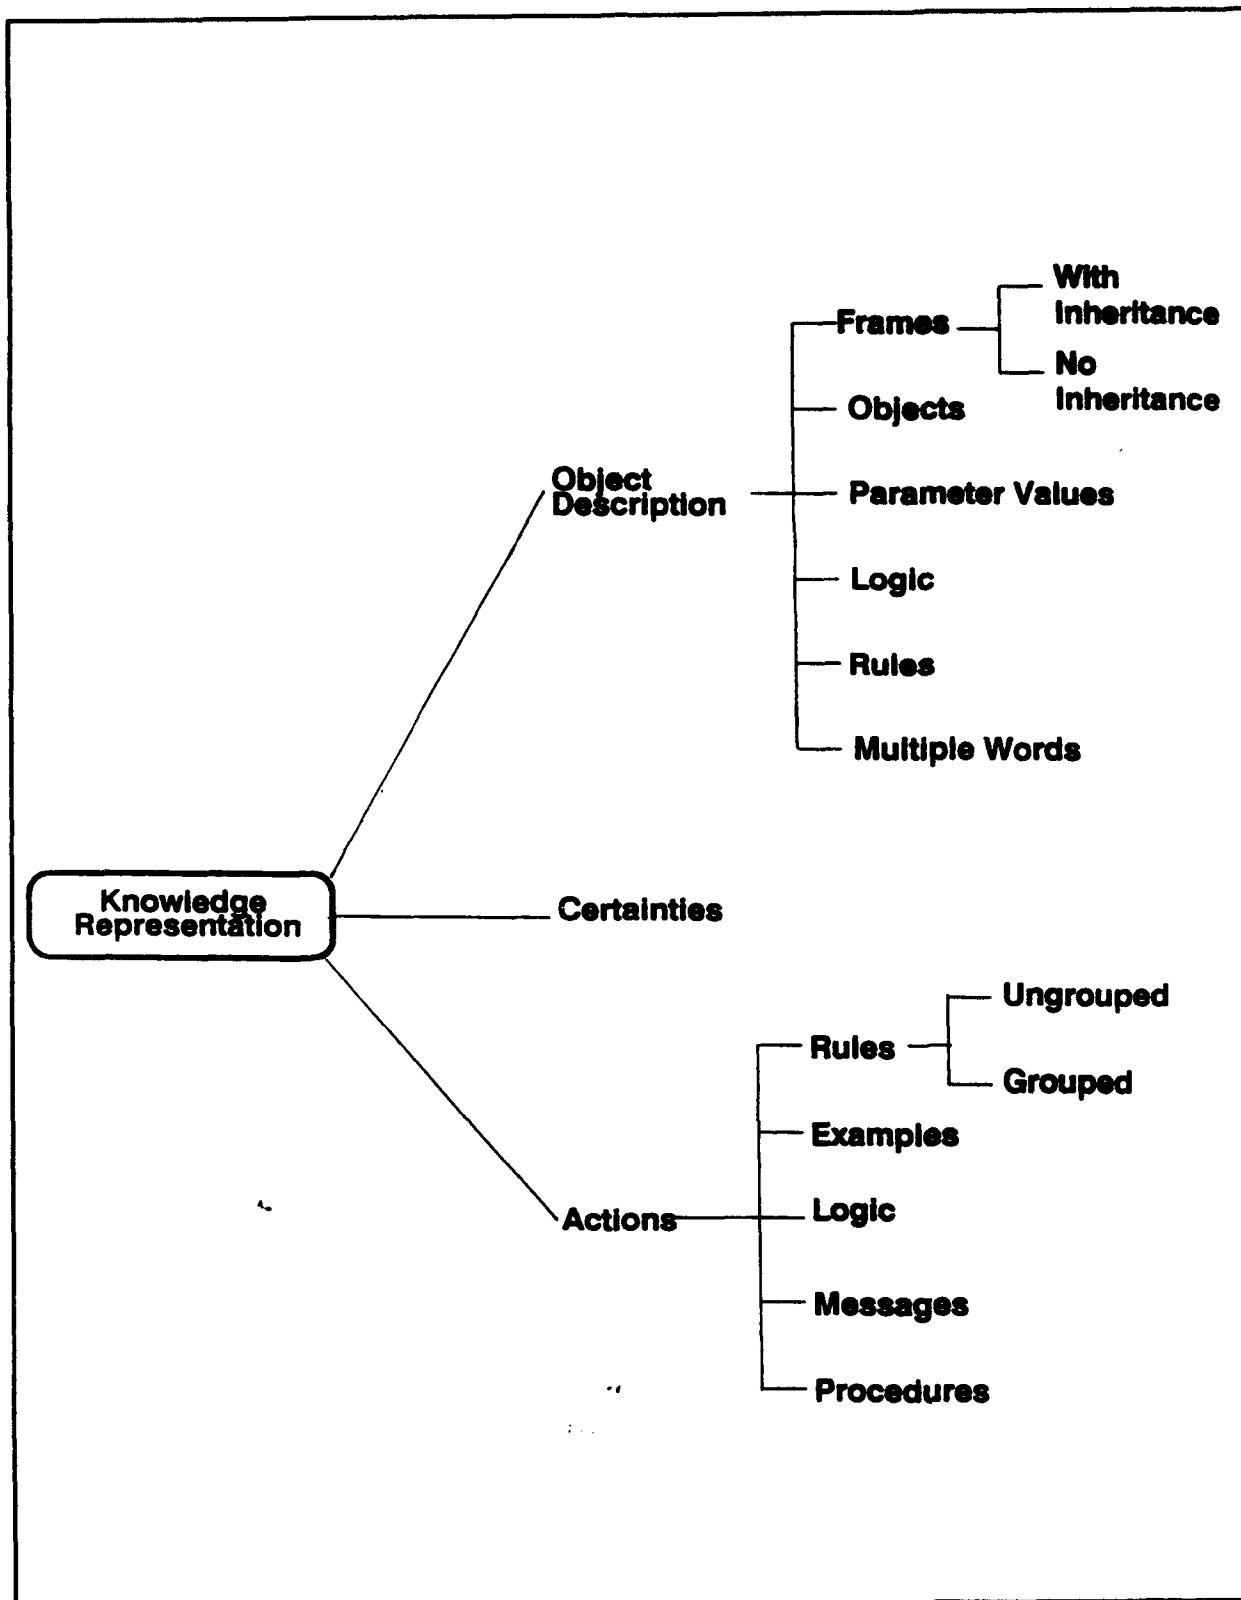 With
Inheritance
Frames
No
Inheritance
Objects
Object
Description
Parameter Values
Logic
Rules
Multiple Words
Knowledge
Representation
Certainties
Ungrouped
Rules
Grouped
Examples
Actions
Logic
Messages
Procedures